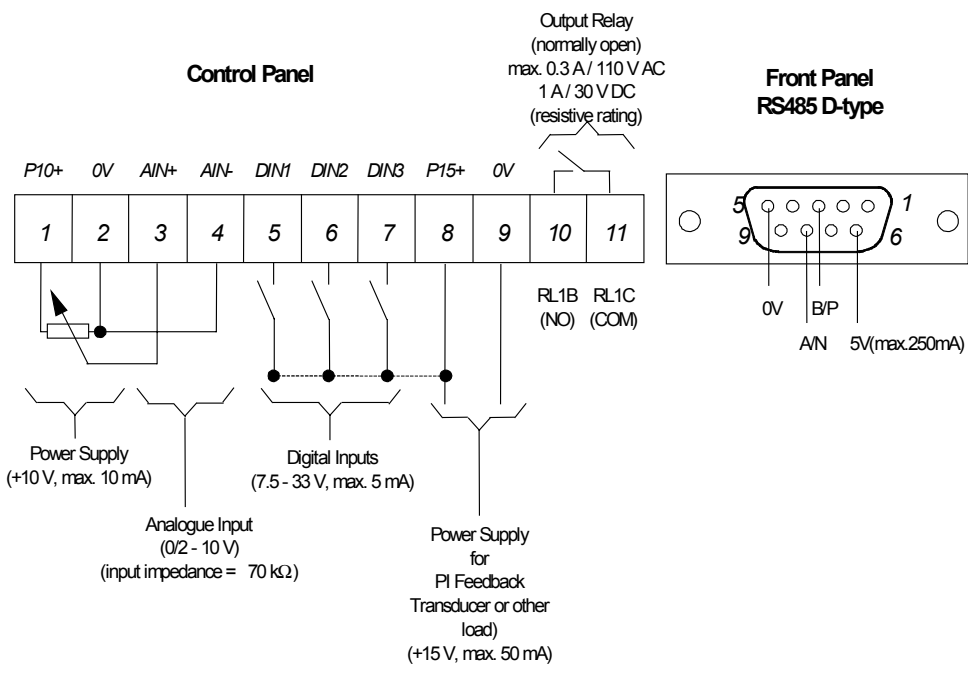 Output Relay
(normally open)
max. 0.3 A / 110 V AC
1 A / 30 V DC
(resistive rating)
Control Panel
Front Panel
RS485 D-type
P10+ 0V AIN+ AIN- DIN1 DIN2 DIN3 P15+ 0V
1 2 3 4 5 6 7 8 9 10 11
5 1
9 6
RL1B RL1C
(NO) (COM)
0V B/P
A/N 5V(max.250mA)
Power Supply
(+10 V, max. 10 mA)
Digital Inputs
(7.5 - 33 V, max. 5 mA)
Analogue Input
(0/2 - 10 V)
(input impedance = 70 kΩ)
Power Supply
for
PI Feedback
Transducer or other
load)
(+15 V, max. 50 mA)